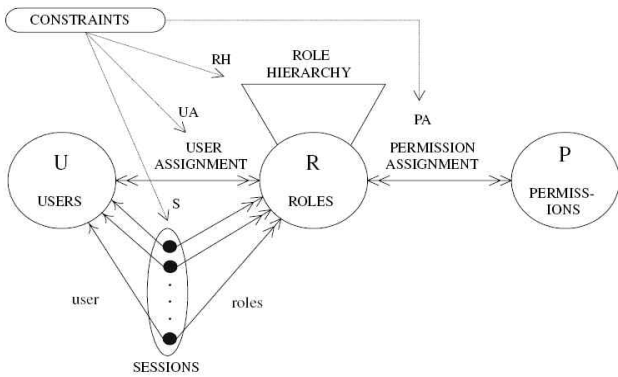 CONSTRAINTS
RH
ROLE
HIERARCHY
UA
PA
U
USERS
USER
ASSIGNMENT
R
ROLES
PERMISSION
ASSIGNMENT
P
PERMISS-
IONS
S
user
roles
SESSIONS